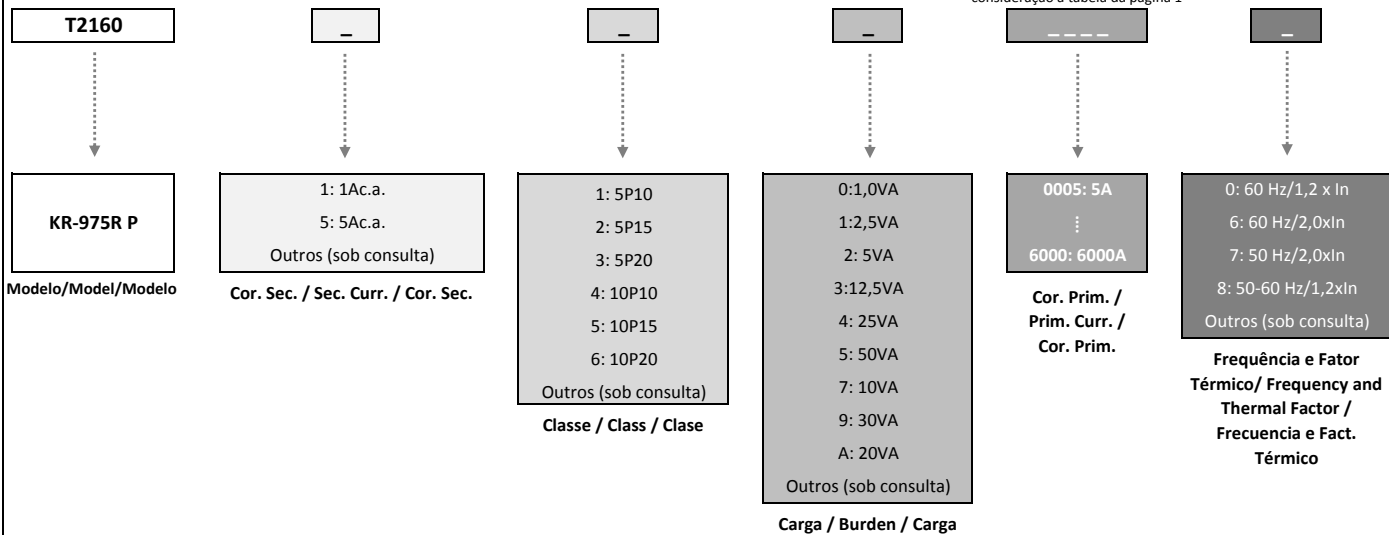 consideração a tabela da página 1
T2160
_
_
_
_ _ _ _
_
KR-975R P
Modelo/Model/Modelo
1: 1Ac.a.
5: 5Ac.a.
Outros (sob consulta)
Cor. Sec. / Sec. Curr. / Cor. Sec.
1: 5P10
2: 5P15
3: 5P20
4: 10P10
5: 10P15
6: 10P20
Outros (sob consulta)
Classe / Class / Clase
0:1,0VA
1:2,5VA
2: 5VA
3:12,5VA
4: 25VA
5: 50VA
7: 10VA
9: 30VA
A: 20VA
Outros (sob consulta)
Carga / Burden / Carga
0005: 5A
⁞
6000: 6000A
Cor. Prim. /
Prim. Curr. /
Cor. Prim.
0: 60 Hz/1,2 x In
6: 60 Hz/2,0xIn
7: 50 Hz/2,0xIn
8: 50-60 Hz/1,2xIn
Outros (sob consulta)
Frequência e Fator
Térmico/ Frequency and
Thermal Factor /
Frecuencia e Fact.
Térmico